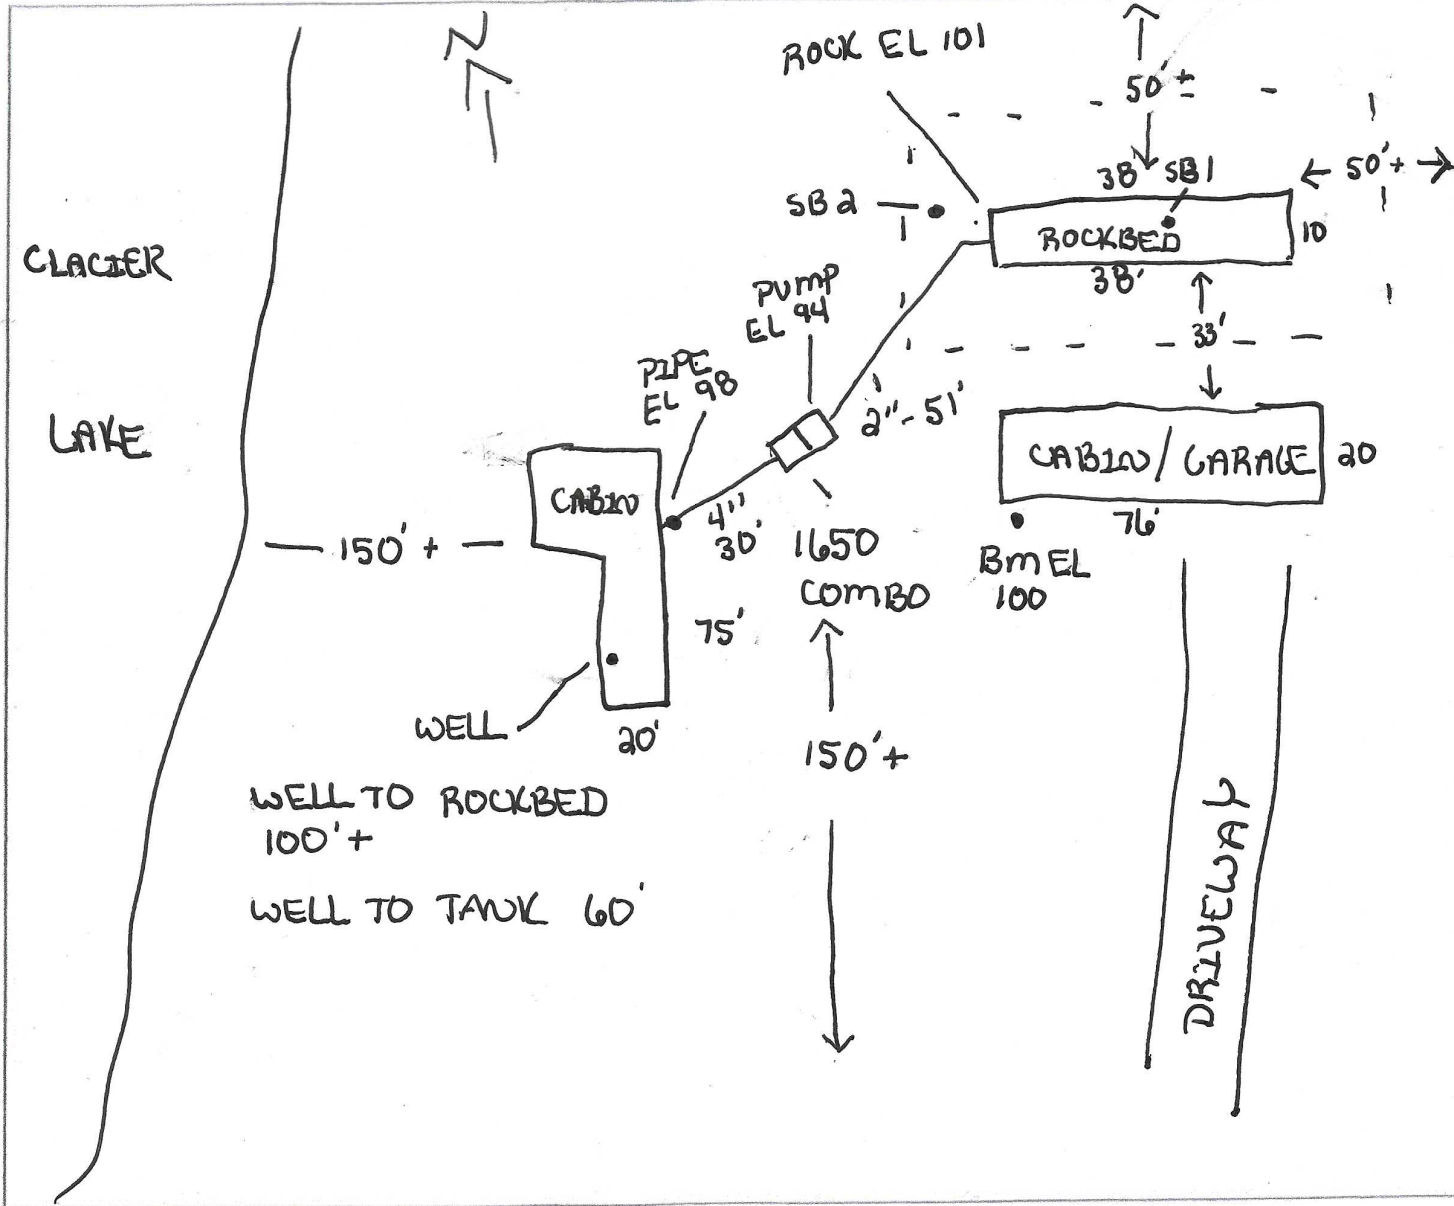 N
ROCK EL 101
50'±
38' SB1
50'+
SB2
ROCKBED
10
38'
CLACIER
LAKE
PUMP
EL 94
33'
PIPE
EL 98
2"-51'
CABIN
CABIN/GARAGE
20
76'
4"
30'
150'+
1650
COMBO
BM EL
100
75'
WELL
20'
150'+
WELL TO ROCKBED
100'+
WELL TO TANK 60'
DRIVEWAY